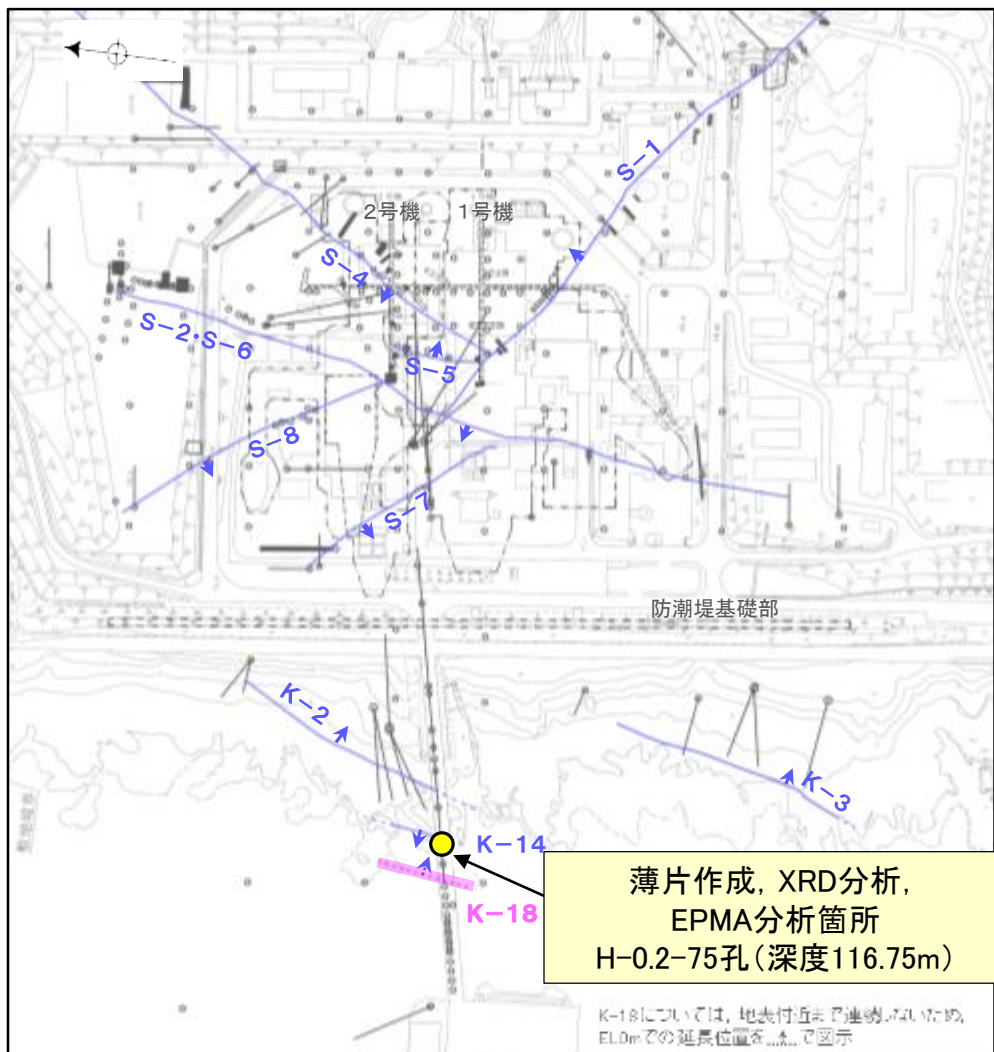 S-1
2号機 1号機
S-4
S-2・S-6
S-5
S-8
S-7
防潮堤基礎部
K-2
K-3
K-14
K-18
薄片作成, XRD分析,
EPMA分析箇所
H-0.2-75孔(深度116.75m)
K-18については, 地表付近まで連続しないため,
EL0mでの延長位置を で図示